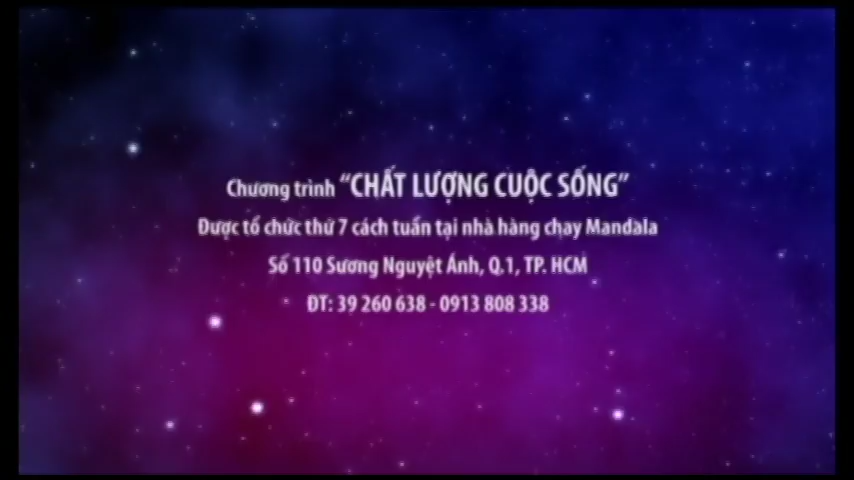 Chương trình “CHẤT LƯỢNG CUỘC SỐNG”
Được tổ chức thứ 7 cách tuần tại nhà hàng chay Mandala
Số 110 Sương Nguyệt Ánh, Q.1, TP. HCM
ĐT: 39 260 638 - 0913 808 338